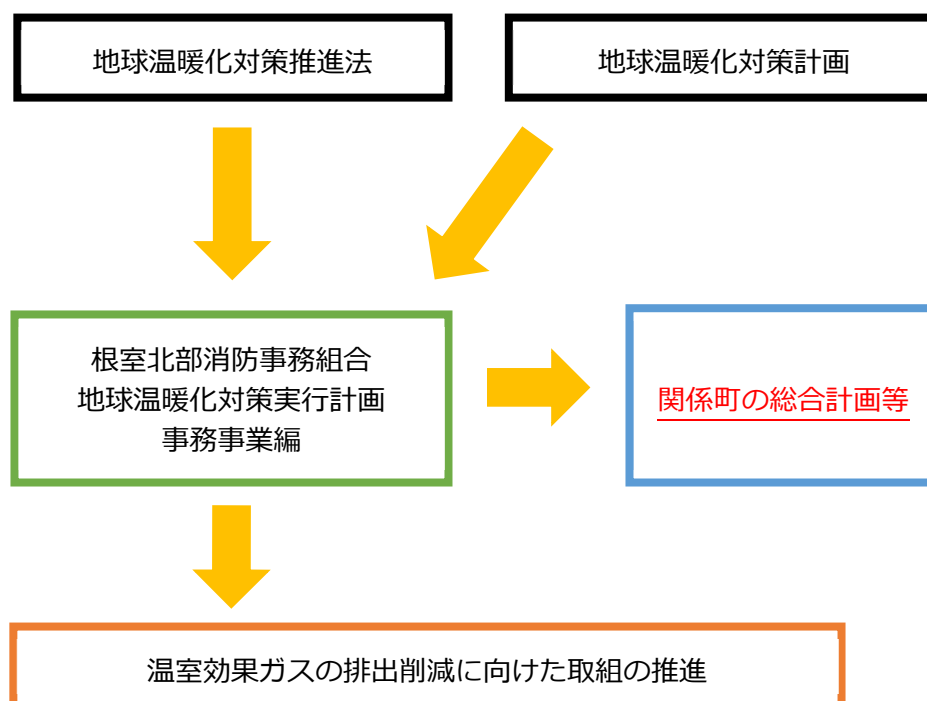 地球温暖化対策推進法
地球温暖化対策計画
根室北部消防事務組合
地球温暖化対策実行計画
事務事業編
関係町の総合計画等
温室効果ガスの排出削減に向けた取組の推進